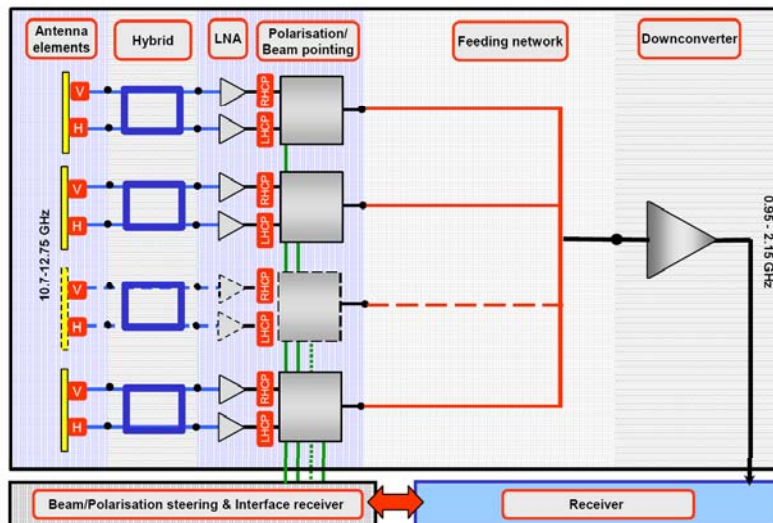 Antenna
elements
Hybrid
LNA
Polarisation/
Beam pointing
Feeding network
Downconverter
V
RHCP
H
LHCP
V
RHCP
H
LHCP
V
RHCP
H
LHCP
V
RHCP
H
LHCP
10.7-12.75 GHz
0.95 - 2.15 GHz
Beam/Polarisation steering & Interface receiver
Receiver